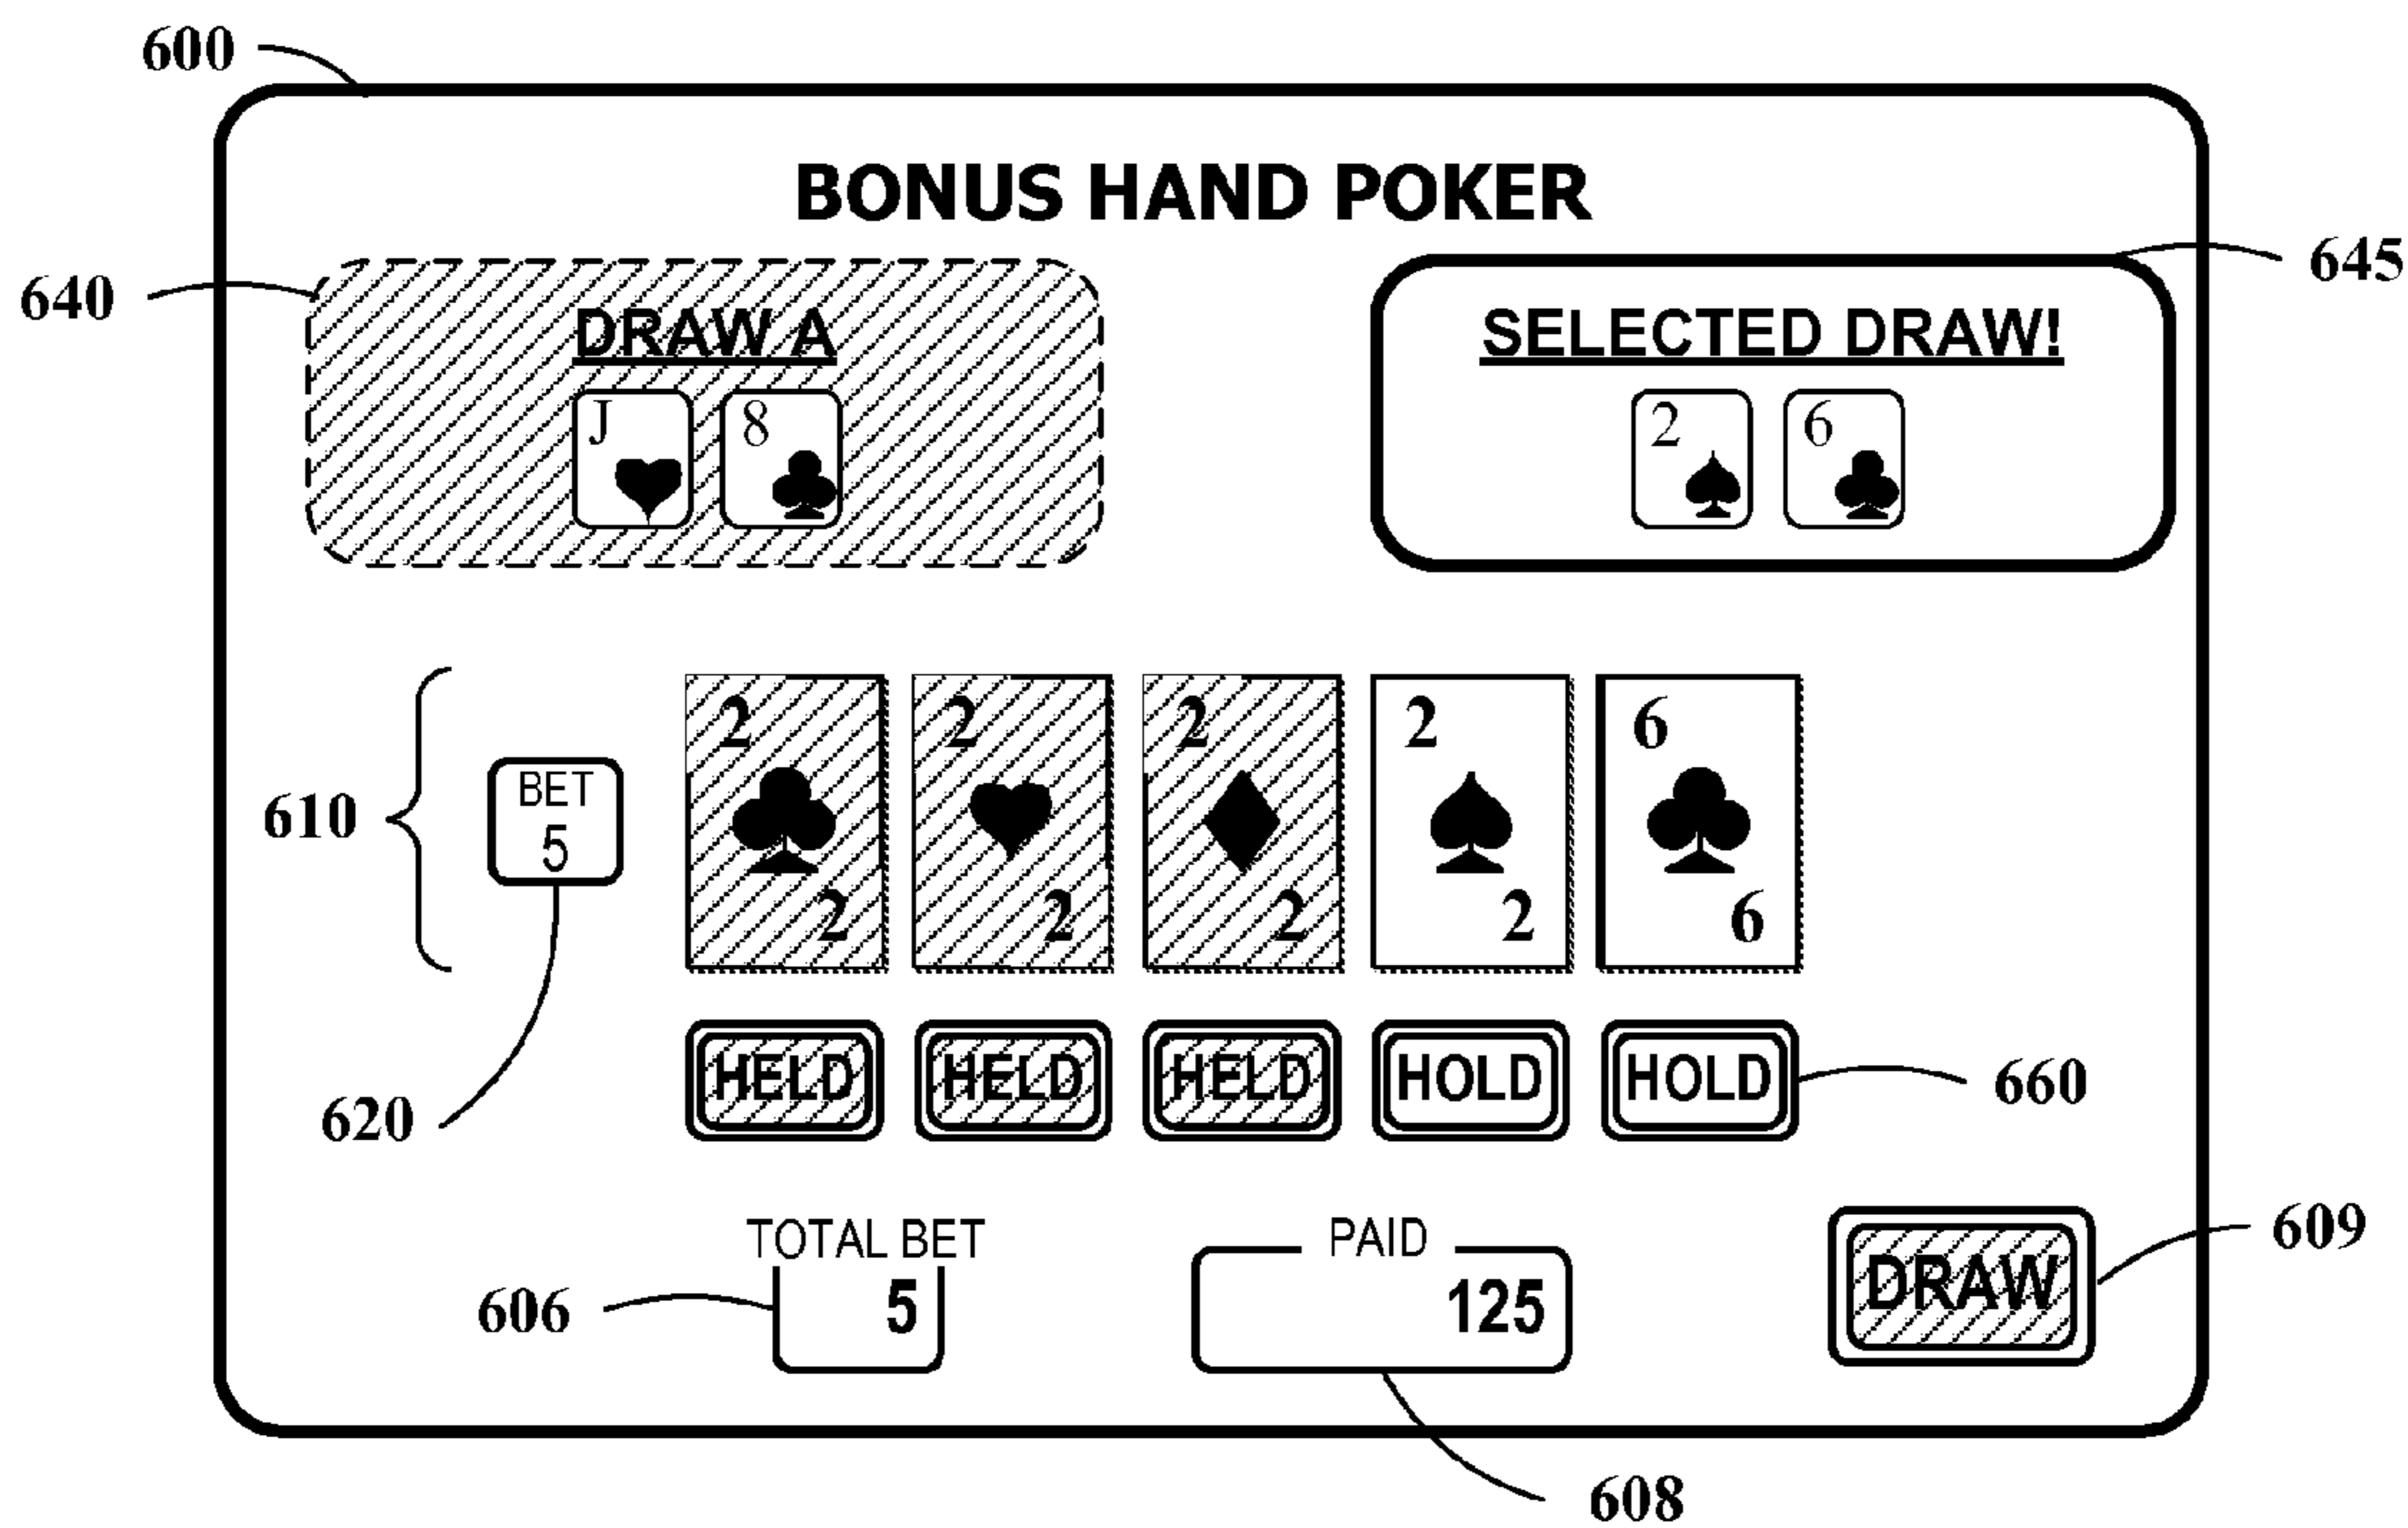 600
BONUS HAND POKER
640
645
DRAW A
SELECTED DRAW!
J 8
2 6
2 2 2 2 6
610
BET
5
2 2 2 2 6
620
HELD HELD HELD HOLD HOLD
660
TOTAL BET
5
606
PAID
125
608
DRAW
609